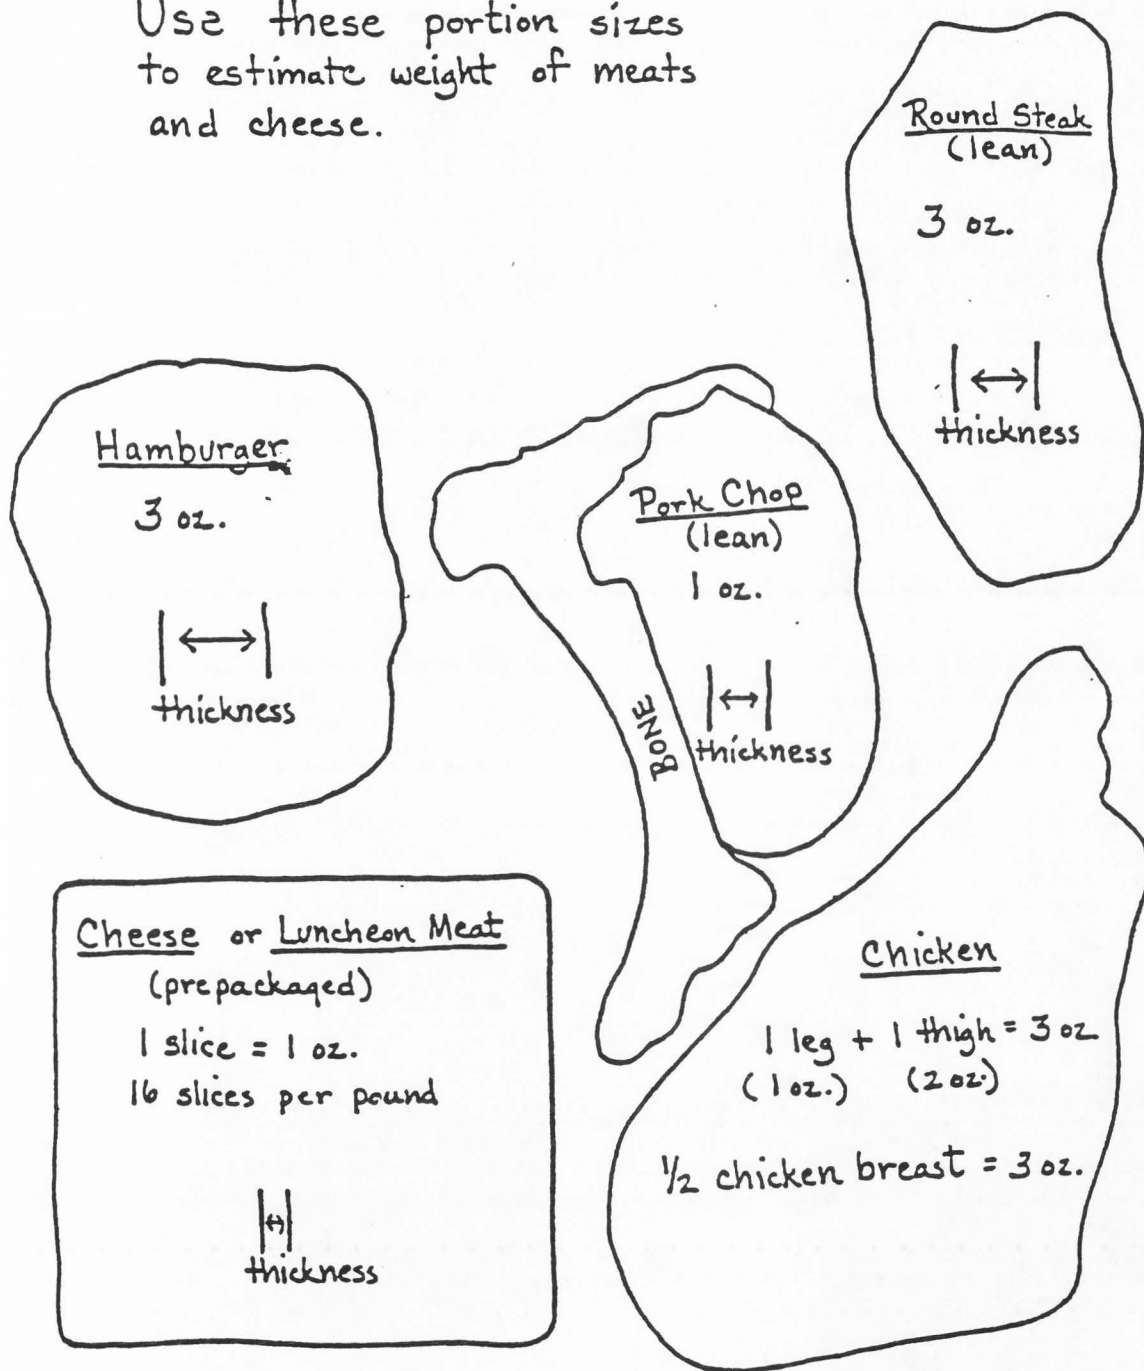 Use these portion sizes
to estimate weight of meats
and cheese.
Round Steak
(lean)
3 oz.
thickness
Hamburger
3 oz.
thickness
Pork Chop
(lean)
1 oz.
thickness
BONE
Cheese or Luncheon Meat
(prepackaged)
1 slice = 1 oz.
16 slices per pound
thickness
Chicken
1 leg + 1 thigh = 3 oz
(1 oz.) (2 oz.)
1/2 chicken breast = 3 oz.